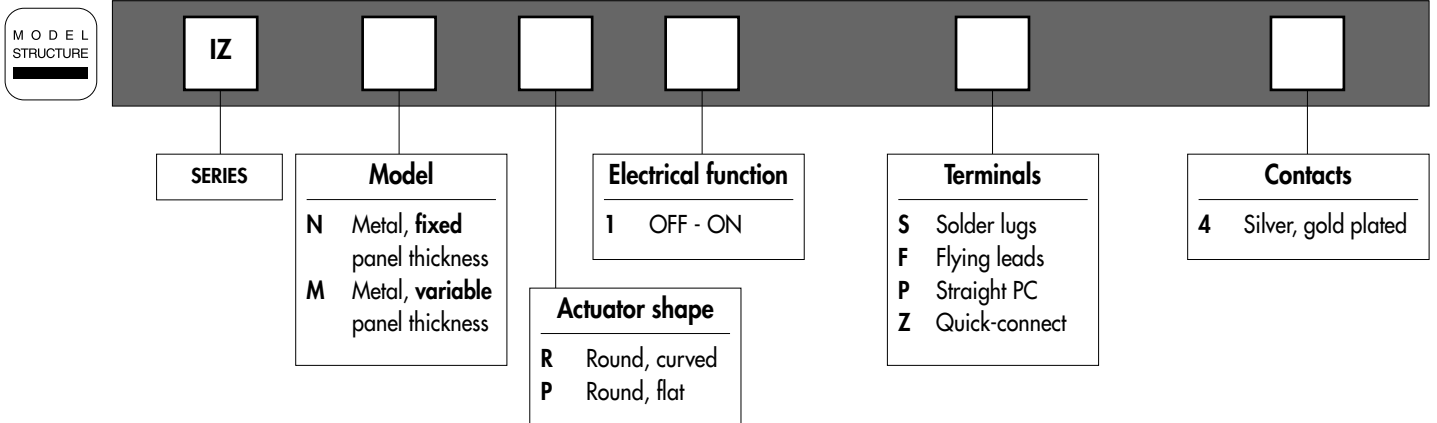 MODEL
STRUCTURE
IZ
SERIES
Model
N Metal, fixed
panel thickness
M Metal, variable
panel thickness
Actuator shape
R Round, curved
P Round, flat
Electrical function
1 OFF - ON
Terminals
S Solder lugs
F Flying leads
P Straight PC
Z Quick-connect
Contacts
4 Silver, gold plated